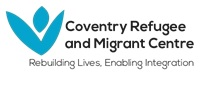 Coventry Refugee
and Migrant Centre
Rebuilding Lives, Enabling Integration